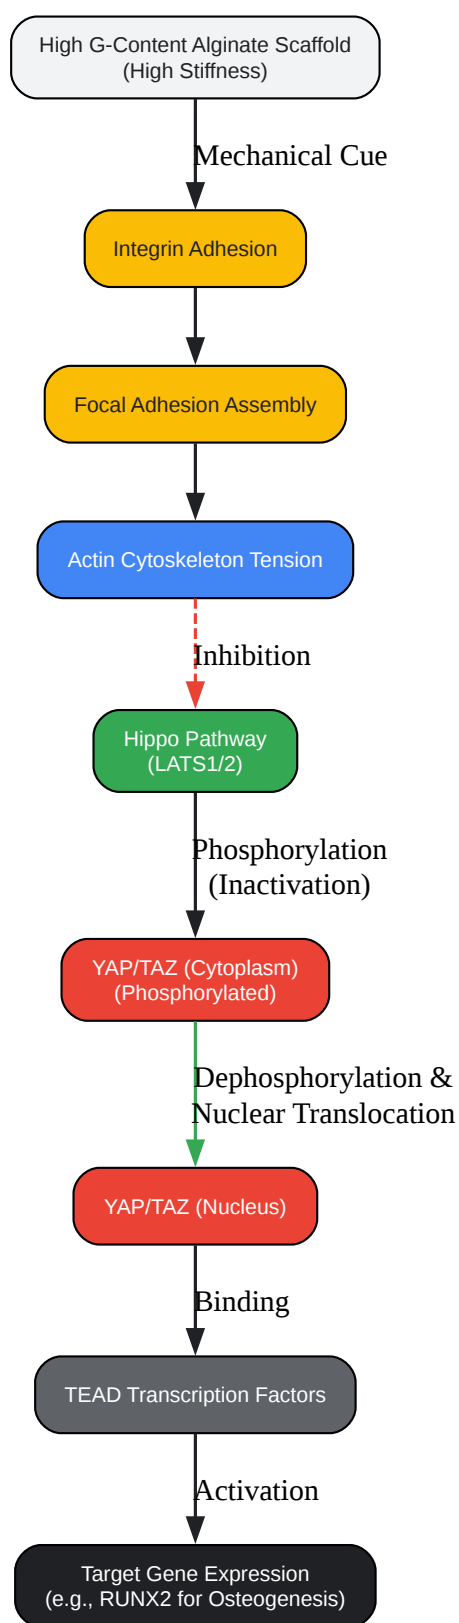 High G-Content Alginate Scaffold
(High Stiffness)
Mechanical Cue
Integrin Adhesion
Focal Adhesion Assembly
Actin Cytoskeleton Tension
Inhibition
Hippo Pathway
(LATS1/2)
Phosphorylation
(Inactivation)
YAP/TAZ (Cytoplasm)
(Phosphorylated)
Dephosphorylation &
Nuclear Translocation
YAP/TAZ (Nucleus)
Binding
TEAD Transcription Factors
Activation
Target Gene Expression
(e.g., RUNX2 for Osteogenesis)